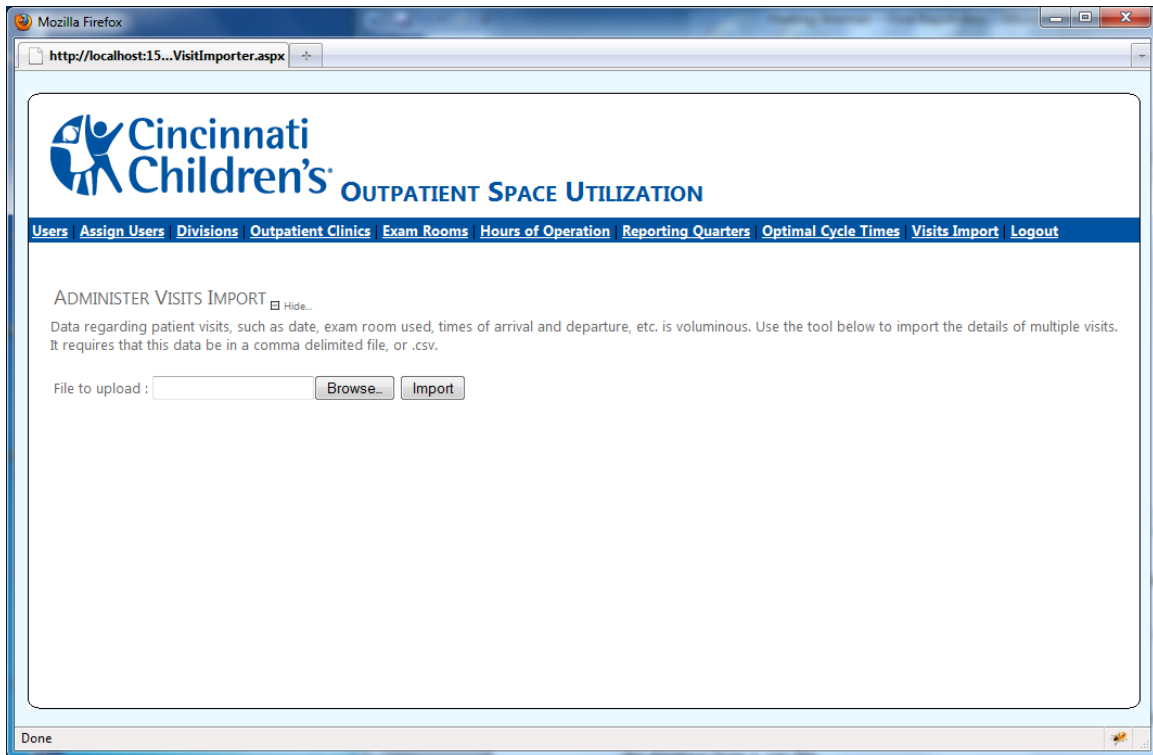 Mozilla Firefox
http://localhost:15...VisitImporter.aspx
Cincinnati
Children's
OUTPATIENT SPACE UTILIZATION
Users | Assign Users | Divisions | Outpatient Clinics | Exam Rooms | Hours of Operation | Reporting Quarters | Optimal Cycle Times | Visits Import | Logout
ADMINISTER VISITS IMPORT Hide...
Data regarding patient visits, such as date, exam room used, times of arrival and departure, etc. is voluminous. Use the tool below to import the details of multiple visits.
It requires that this data be in a comma delimited file, or .csv.
File to upload : Browse... Import
Done